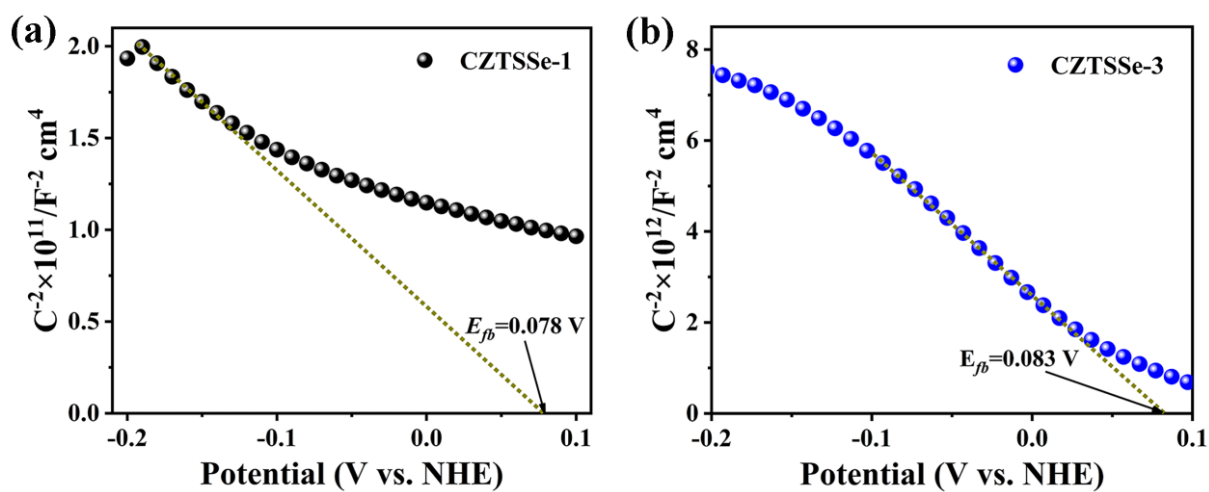 (a)
CZTSSe-1
C⁻²×10¹¹/F⁻² cm⁴
2.0
1.5
1.0
0.5
0.0
E_fb=0.078 V
-0.2
-0.1
0.0
0.1
Potential (V vs. NHE)
(b)
CZTSSe-3
C⁻²×10¹²/F⁻² cm⁴
8
6
4
2
0
E_fb=0.083 V
-0.2
-0.1
0.0
0.1
Potential (V vs. NHE)